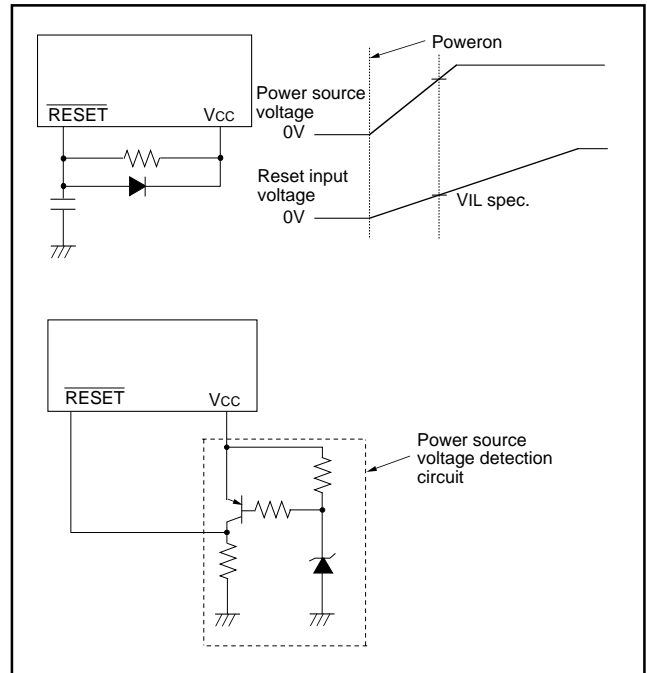 RESET
VCC
Poweron
Power source
voltage
0V
Reset input
voltage
0V
VIL spec.
RESET
VCC
Power source
voltage detection
circuit